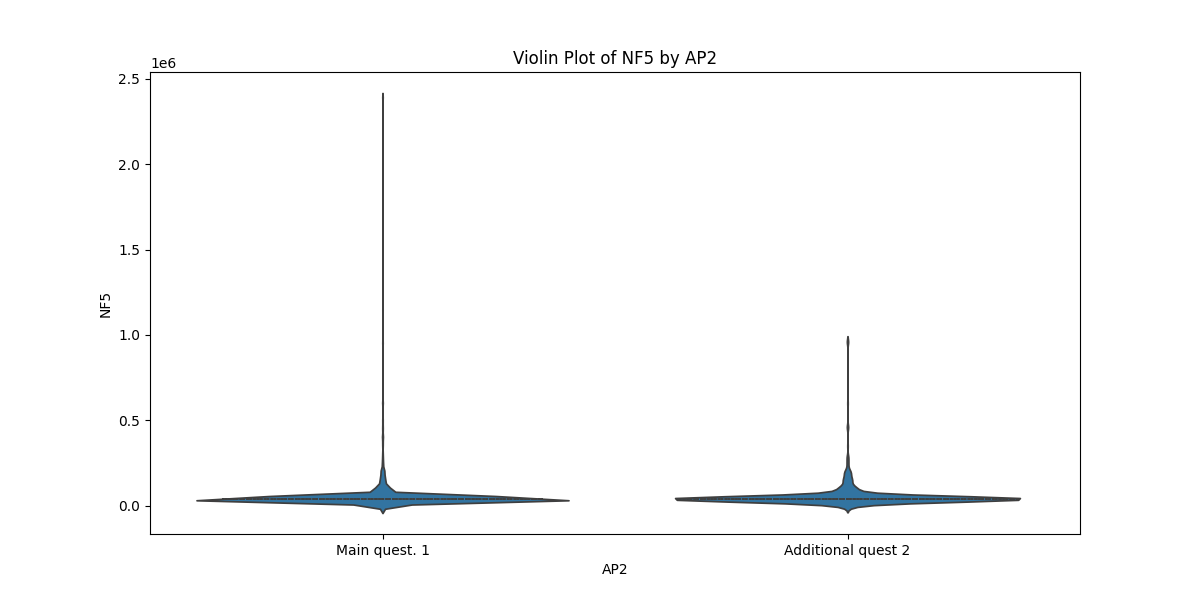 Violin Plot of NF5 by AP2
1e6
2.5
2.0
1.5
1.0
0.5
0.0
NF5
Main quest. 1
Additional quest 2
AP2